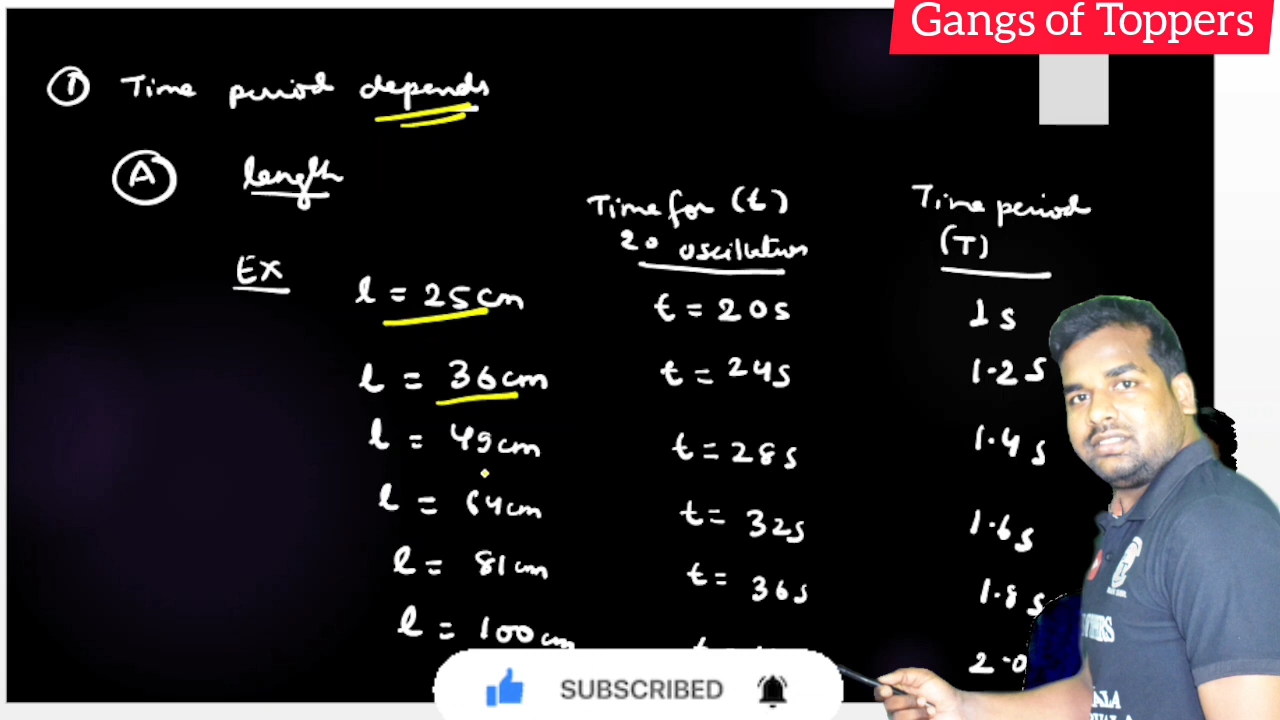 Gangs of Toppers
① Time period depends
Ⓐ length
Time for (t) Time period
20 oscillation (T)
Ex
l = 25cm t = 20s 1s
l = 36cm t = 24s 1.2s
l = 49cm t = 28s 1.4s
l = 64cm t = 32s 1.6s
l = 81cm t = 36s 1.8s
l = 100cm 2.0
SUBSCRIBED